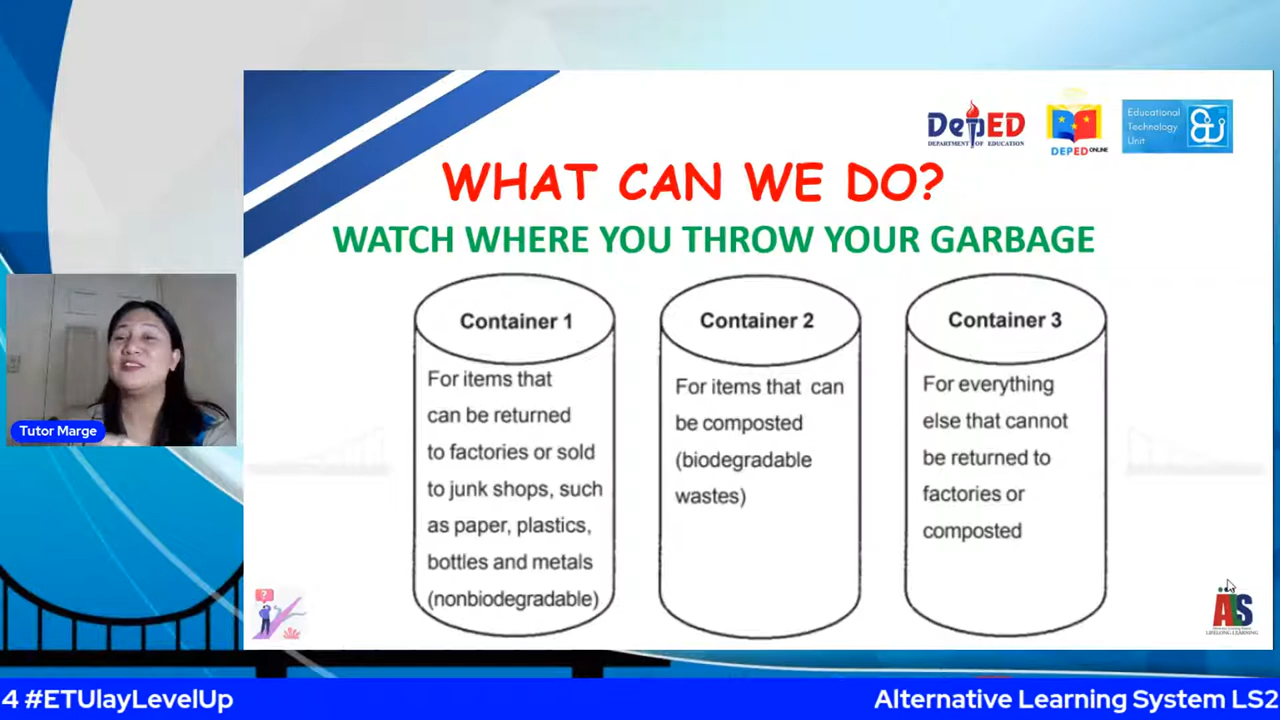 DepED
DEPARTMENT OF EDUCATION
DEPED ONLINE
Educational
Technology
Unit
WHAT CAN WE DO?
WATCH WHERE YOU THROW YOUR GARBAGE
Container 1
For items that
can be returned
to factories or sold
to junk shops, such
as paper, plastics,
bottles and metals
(nonbiodegradable)
Container 2
For items that can
be composted
(biodegradable
wastes)
Container 3
For everything
else that cannot
be returned to
factories or
composted
Tutor Marge
?
ALS
LIFELONG LEARNING
4 #ETUlayLevelUp
Alternative Learning System LS2